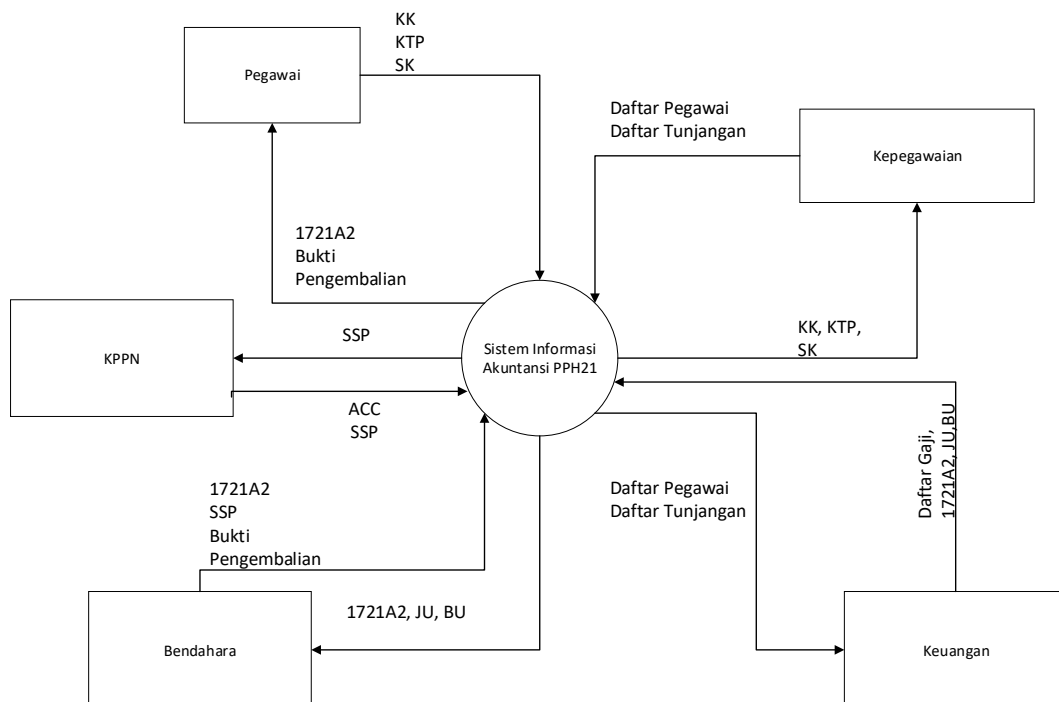 KK
KTP
SK
Pegawai
Daftar Pegawai
Daftar Tunjangan
Kepegawaian
1721A2
Bukti
Pengembalian
KPPN
SSP
Sistem Informasi
Akuntansi PPH21
KK, KTP,
SK
ACC
SSP
Daftar Gaji,
1721A2, JU,BU
1721A2
SSP
Bukti
Pengembalian
Daftar Pegawai
Daftar Tunjangan
1721A2, JU, BU
Bendahara
Keuangan